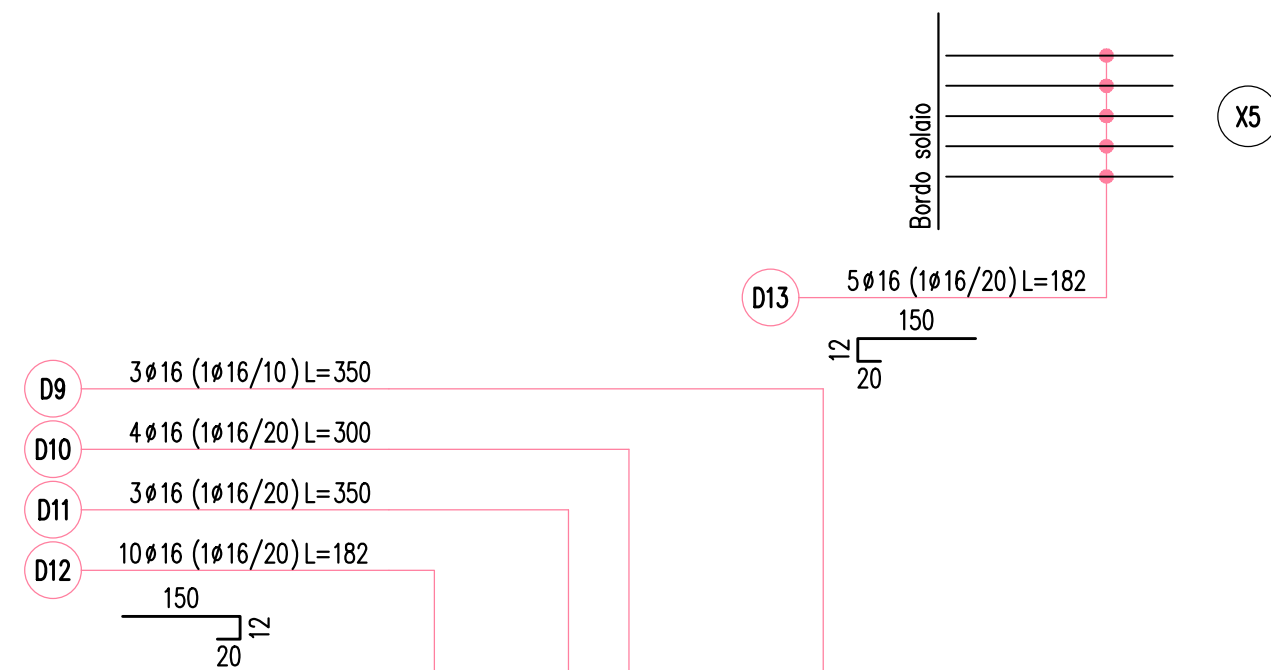 X5
Bordo solaio
D13
5ø16 (1ø16/20) L=182
150
12
20
D9
3ø16 (1ø16/10) L=350
D10
4ø16 (1ø16/20) L=300
D11
3ø16 (1ø16/20) L=350
D12
10ø16 (1ø16/20) L=182
150
12
20